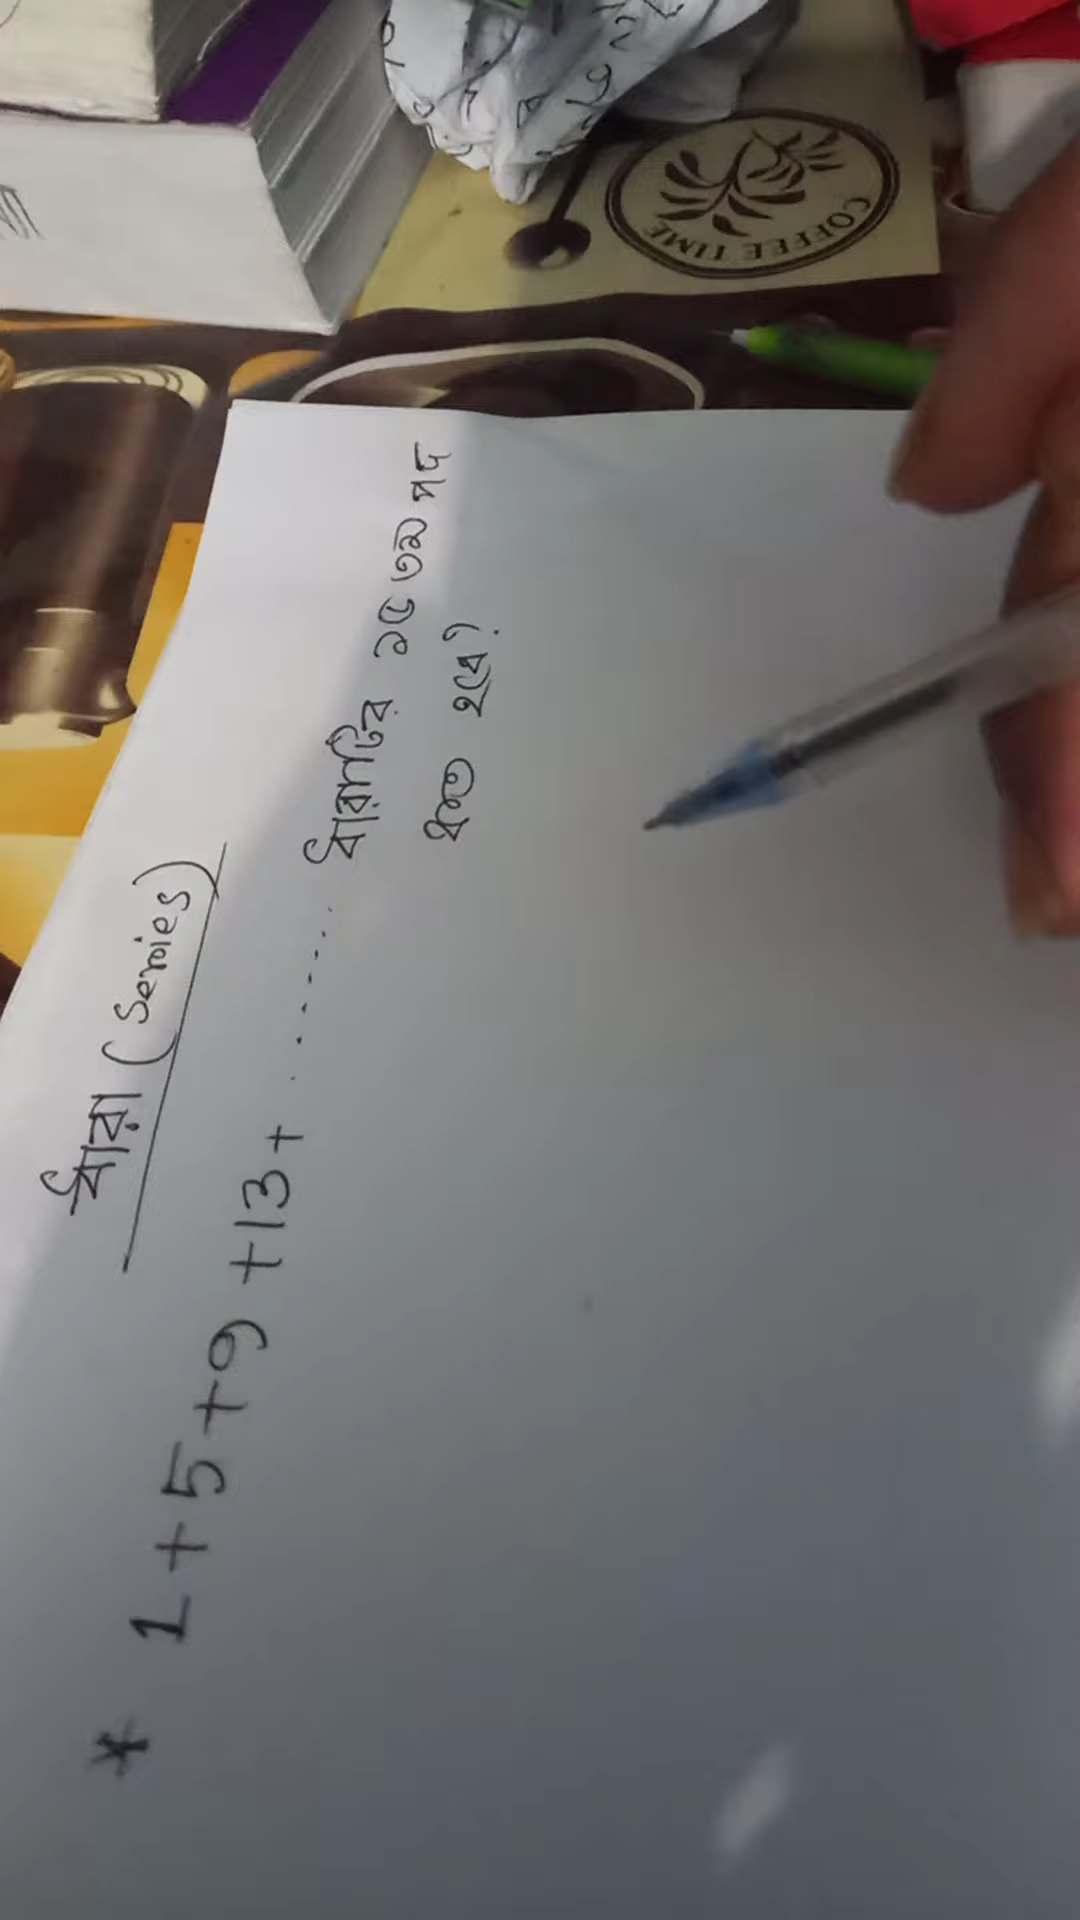 ধারা (Series)
* 1 + 5 + 9 + 13 + ....... ধারাটির ১৫ তম পদ
কত হবে?
COFFEE TIME